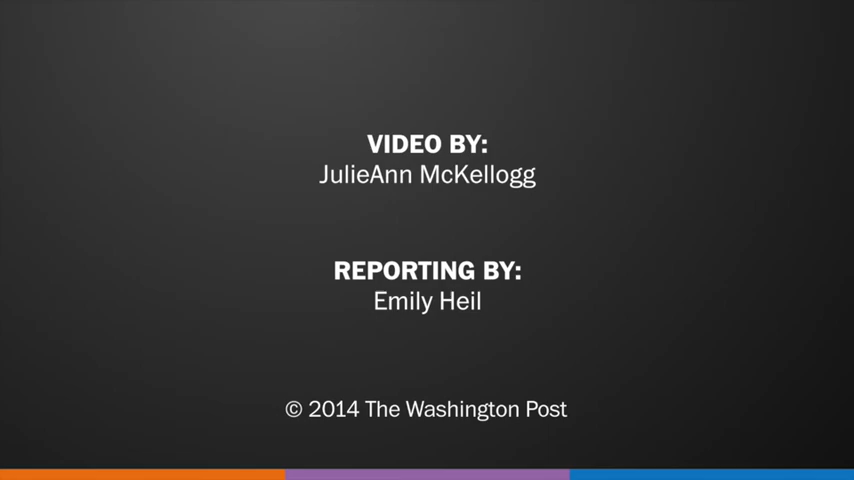 VIDEO BY:
JulieAnn McKellogg
REPORTING BY:
Emily Heil
© 2014 The Washington Post